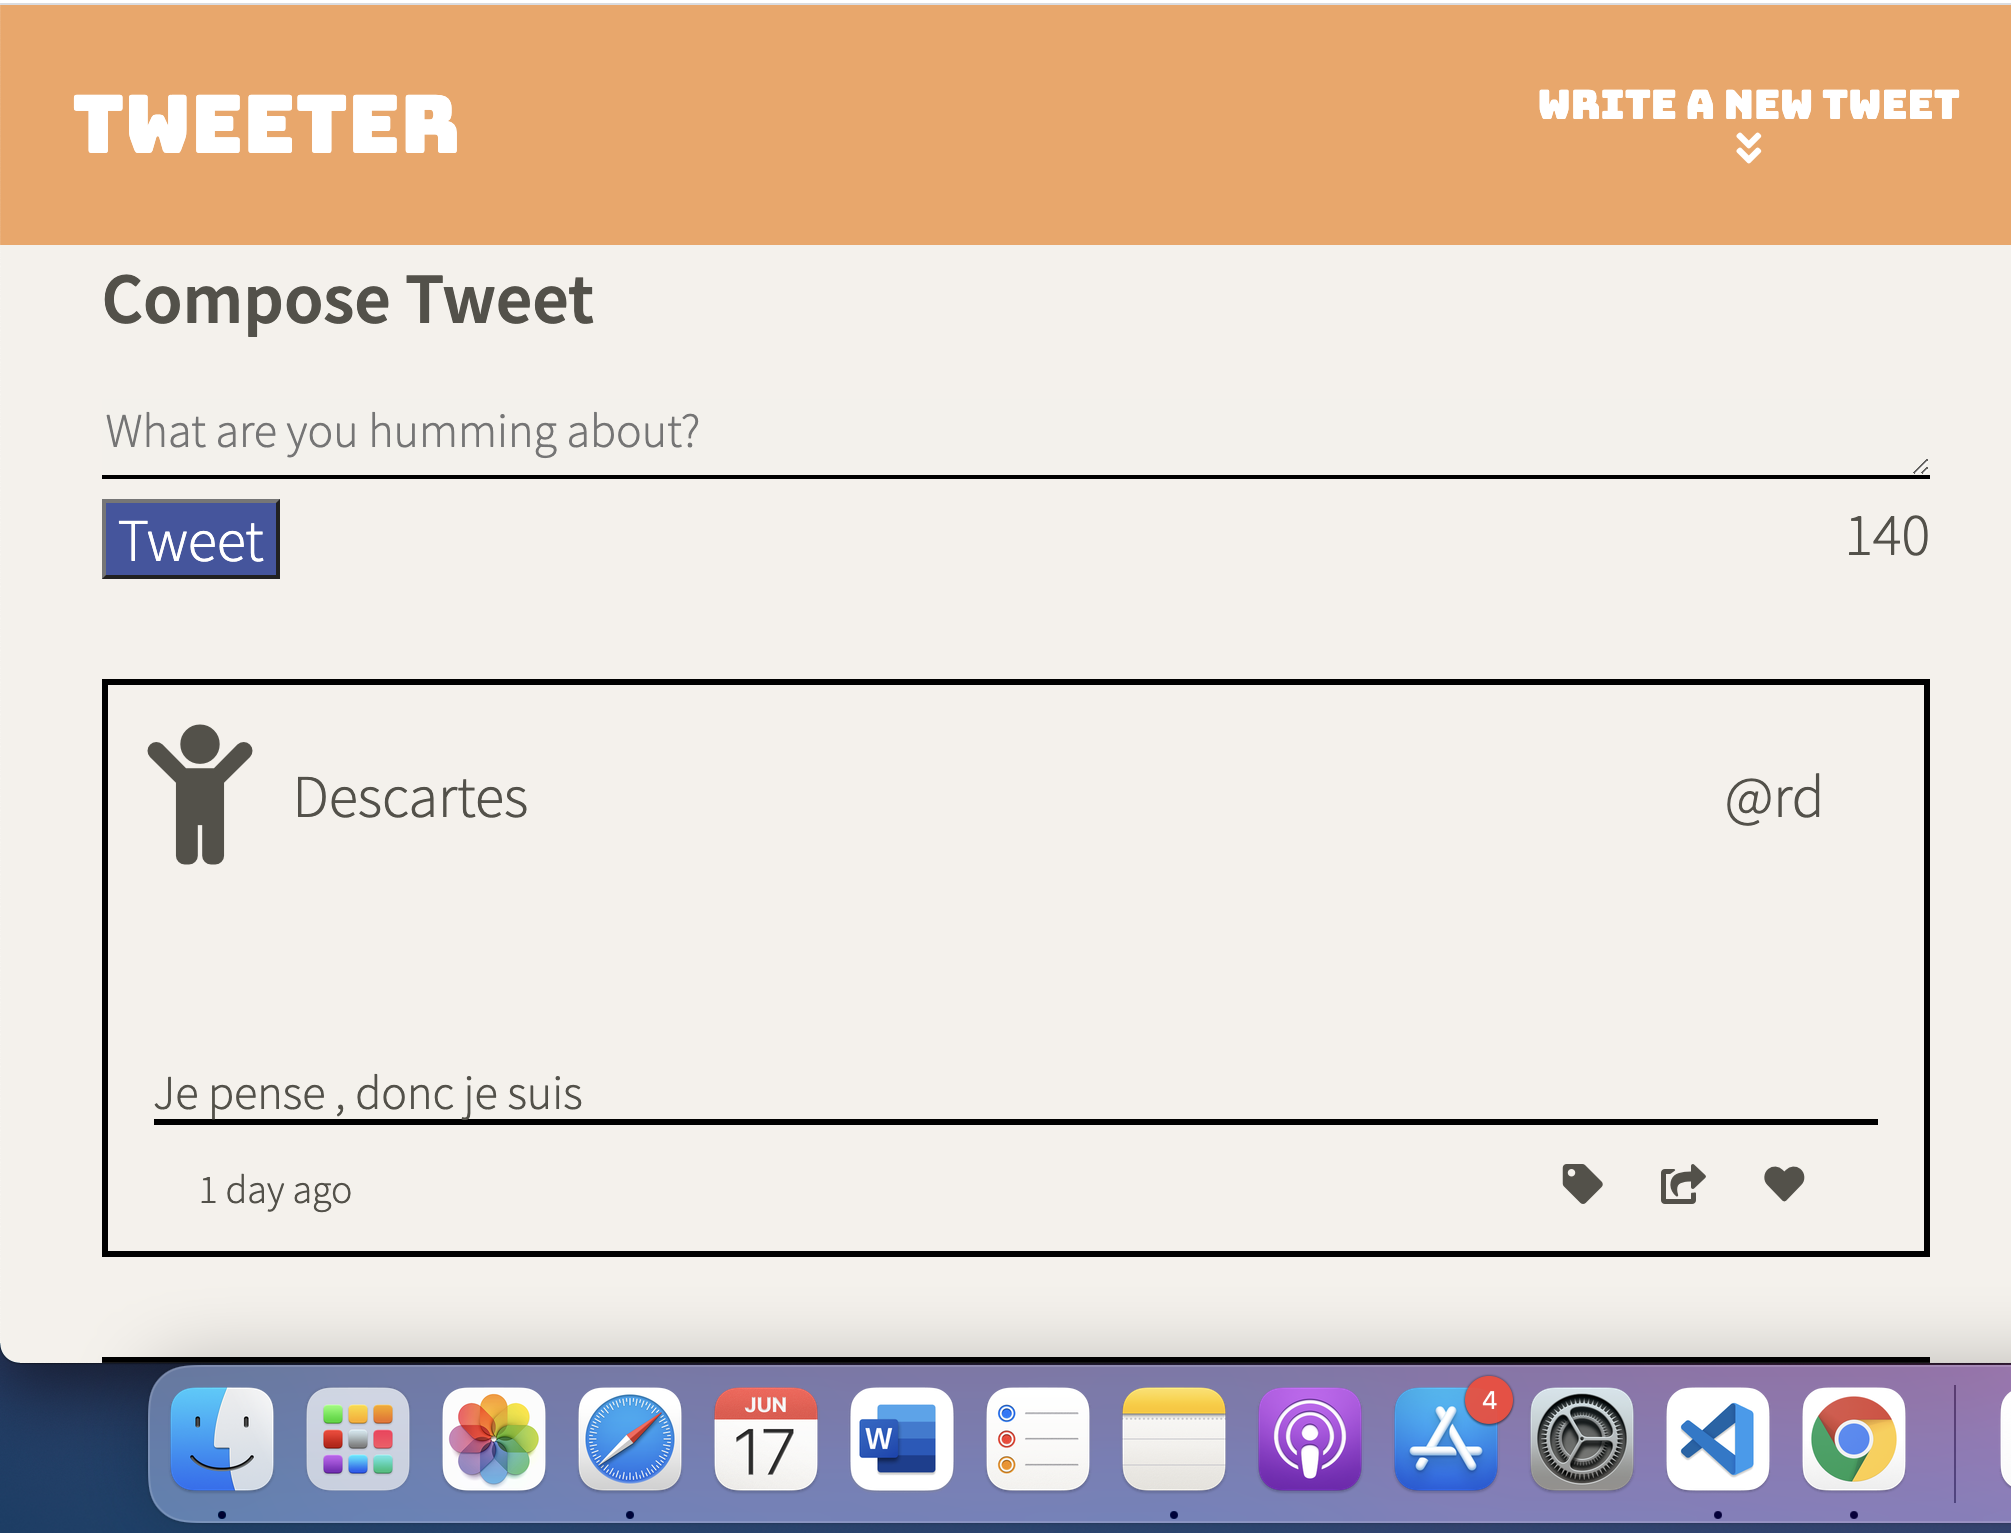 TWEETER
WRITE A NEW TWEET
Compose Tweet
What are you humming about?
Tweet
140
Descartes
@rd
Je pense , donc je suis
1 day ago
JUN
17
W
4